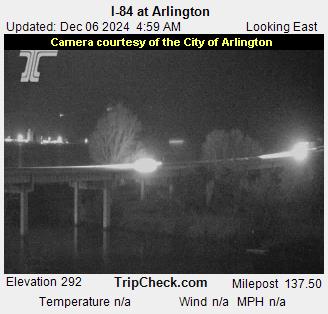 I-84 at Arlington
Updated: Dec 06 2024 4:59 AM Looking East
Camera courtesy of the City of Arlington
Elevation 292 TripCheck.com Milepost 137.50
Temperature n/a Wind n/a MPH n/a